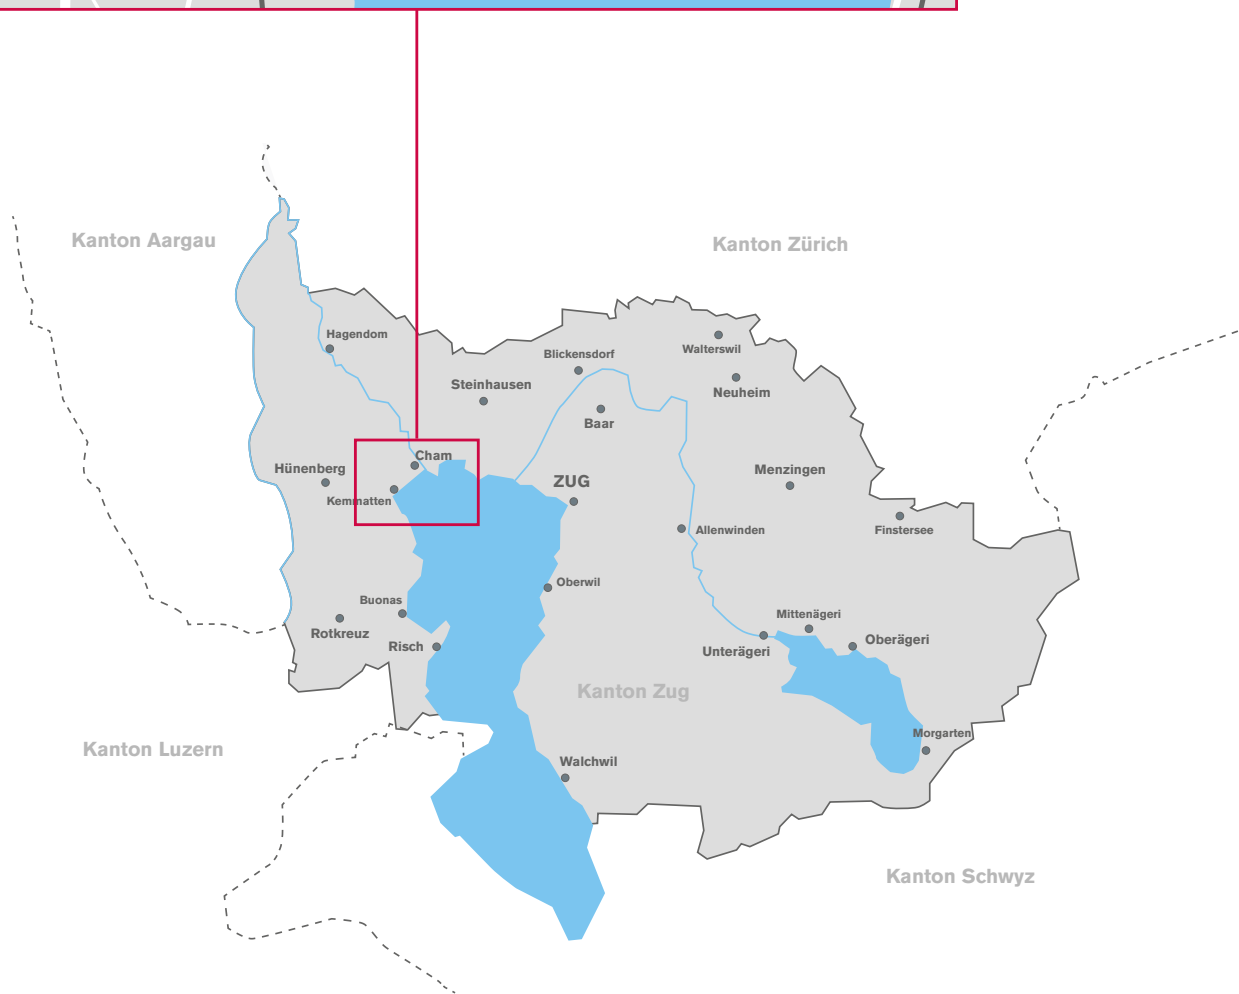 Kanton Aargau
Kanton Zürich
Hagendorn
Walterswil
Blickensdorf
Steinhausen
Neuheim
Baar
Cham
Hünenberg
Menzingen
ZUG
Kemmatten
Allenwinden
Finstersee
Oberwil
Buonas
Mittenägeri
Rotkreuz
Oberägeri
Risch
Unterägeri
Kanton Zug
Morgarten
Kanton Luzern
Walchwil
Kanton Schwyz